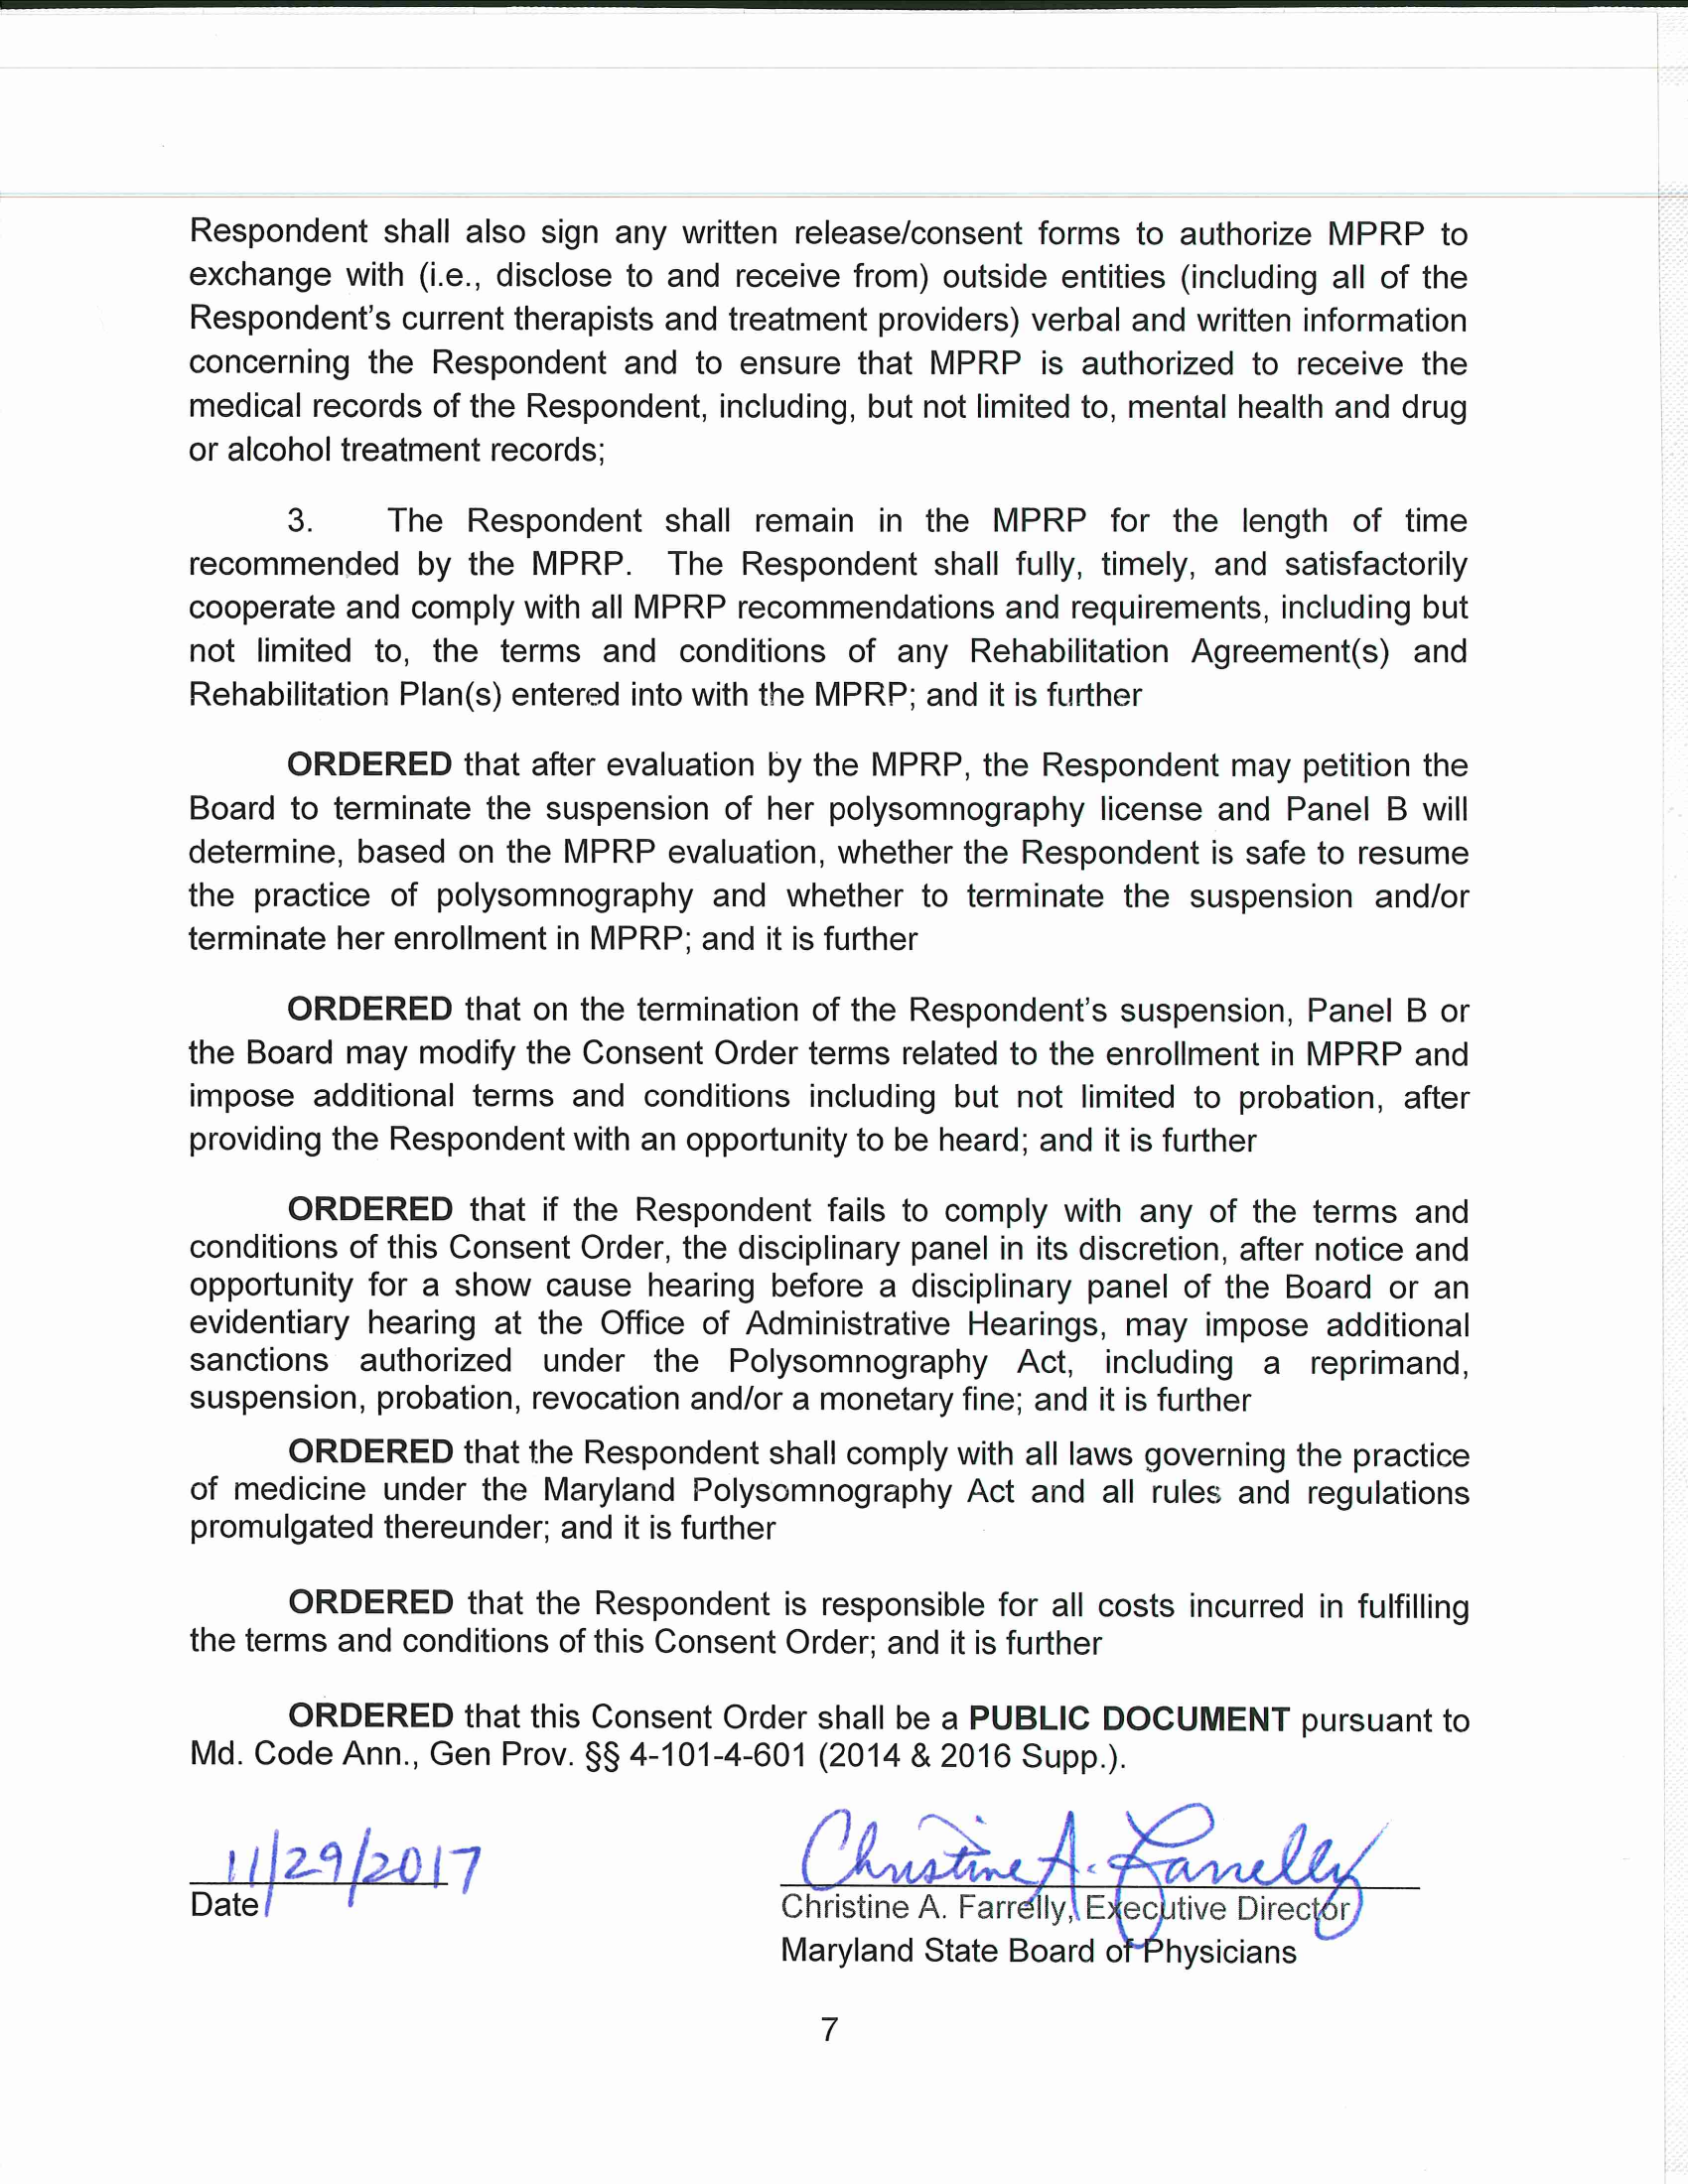 Respondent shall also sign any written release/consent forms to authorize MPRP to
exchange with (i.e., disclose to and receive from) outside entities (including all of the
Respondent's current therapists and treatment providers) verbal and written information
concerning the Respondent and to ensure that MPRP is authorized to receive the
medical records of the Respondent, including, but not limited to, mental health and drug
or alcohol treatment records;
3. The Respondent shall remain in the MPRP for the length of time
recommended by the MPRP. The Respondent shall fully, timely, and satisfactorily
cooperate and comply with all MPRP recommendations and requirements, including but
not limited to, the terms and conditions of any Rehabilitation Agreement(s) and
Rehabilitation Plan(s) entered into with the MPRP; and it is further
ORDERED that after evaluation by the MPRP, the Respondent may petition the
Board to terminate the suspension of her polysomnography license and Panel B will
determine, based on the MPRP evaluation, whether the Respondent is safe to resume
the practice of polysomnography and whether to terminate the suspension and/or
terminate her enrollment in MPRP; and it is further
ORDERED that on the termination of the Respondent's suspension, Panel B or
the Board may modify the Consent Order terms related to the enrollment in MPRP and
impose additional terms and conditions including but not limited to probation, after
providing the Respondent with an opportunity to be heard; and it is further
ORDERED that if the Respondent fails to comply with any of the terms and
conditions of this Consent Order, the disciplinary panel in its discretion, after notice and
opportunity for a show cause hearing before a disciplinary panel of the Board or an
evidentiary hearing at the Office of Administrative Hearings, may impose additional
sanctions authorized under the Polysomnography Act, including a reprimand,
suspension, probation, revocation and/or a monetary fine; and it is further
ORDERED that the Respondent shall comply with all laws governing the practice
of medicine under the Maryland Polysomnography Act and all rules and regulations
promulgated thereunder; and it is further
ORDERED that the Respondent is responsible for all costs incurred in fulfilling
the terms and conditions of this Consent Order; and it is further
ORDERED that this Consent Order shall be a PUBLIC DOCUMENT pursuant to
Md. Code Ann., Gen Prov. §§ 4-101-4-601 (2014 & 2016 Supp.).
11/29/2017
Date
Christine A. Farrelly
Christine A. Farrelly, Executive Director
Maryland State Board of Physicians
7